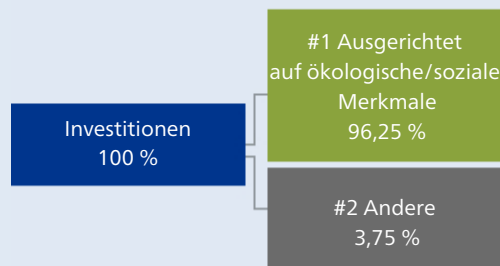 Investitionen
100 %
#1 Ausgerichtet
auf ökologische/soziale
Merkmale
96,25 %
#2 Andere
3,75 %